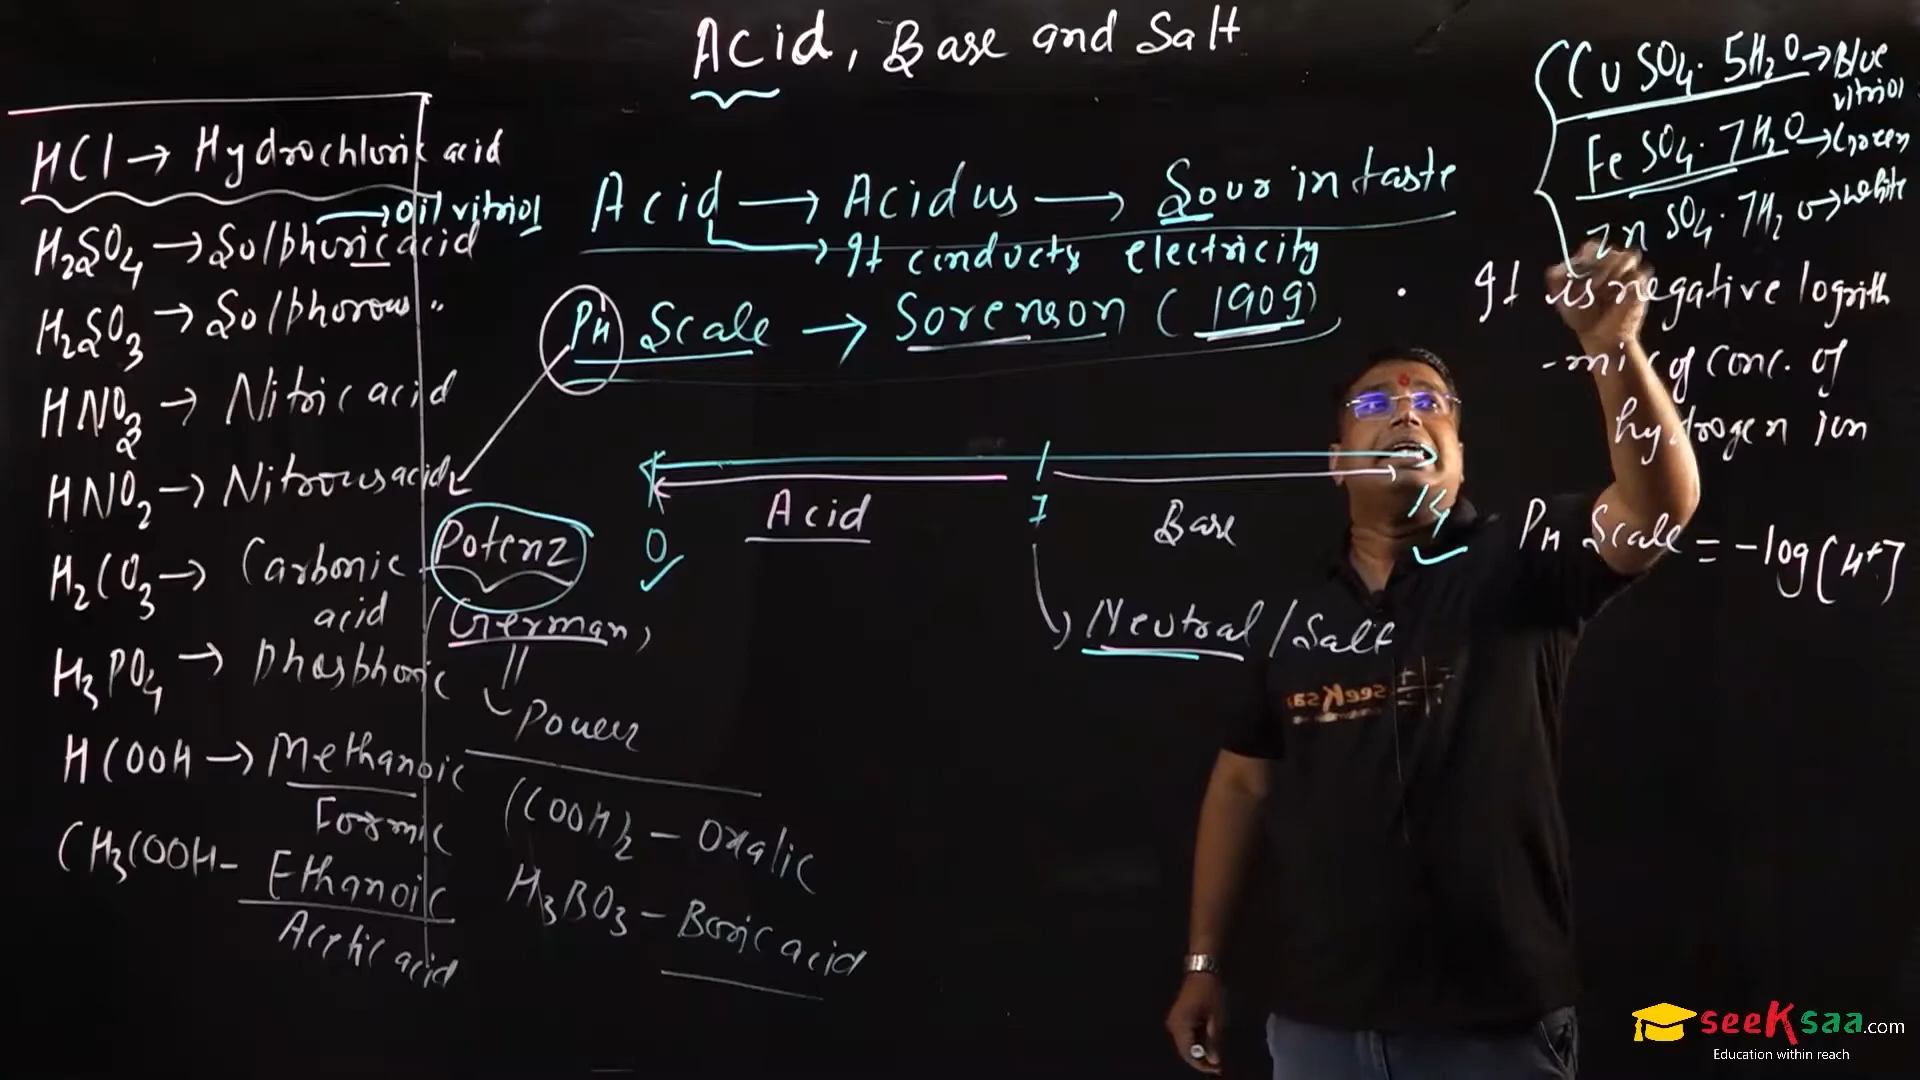 Acid, Base and Salt
HCl → Hydrochloric acid
→ Oil vitriol
H2SO4 → Sulphuric acid
H2SO3 → Sulphorous "
HNO3 → Nitric acid
HNO2 → Nitrous acid
H2CO3 → Carbonic
acid
H3PO4 → Phosphoric
HCOOH → Methanoic
Formic
CH3COOH - Ethanoic
Acetic acid
Acid → Acidus → Sour in taste
→ It conducts electricity
PH Scale → Sorenson (1909)
Acid
Base
0
7
14
Neutral / Salt
Potenz
(German)
||
Power
(COOH)2 - Oxalic
H3BO3 - Boric acid
CuSO4. 5H2O → Blue
vitriol
FeSO4. 7H2O → Green
ZnSO4. 7H2O → White
It is negative logrith
-mic of conc. of
hydrogen ion
PH Scale = -log(H+]
seeKsaa
seeKsaa.com
Education within reach